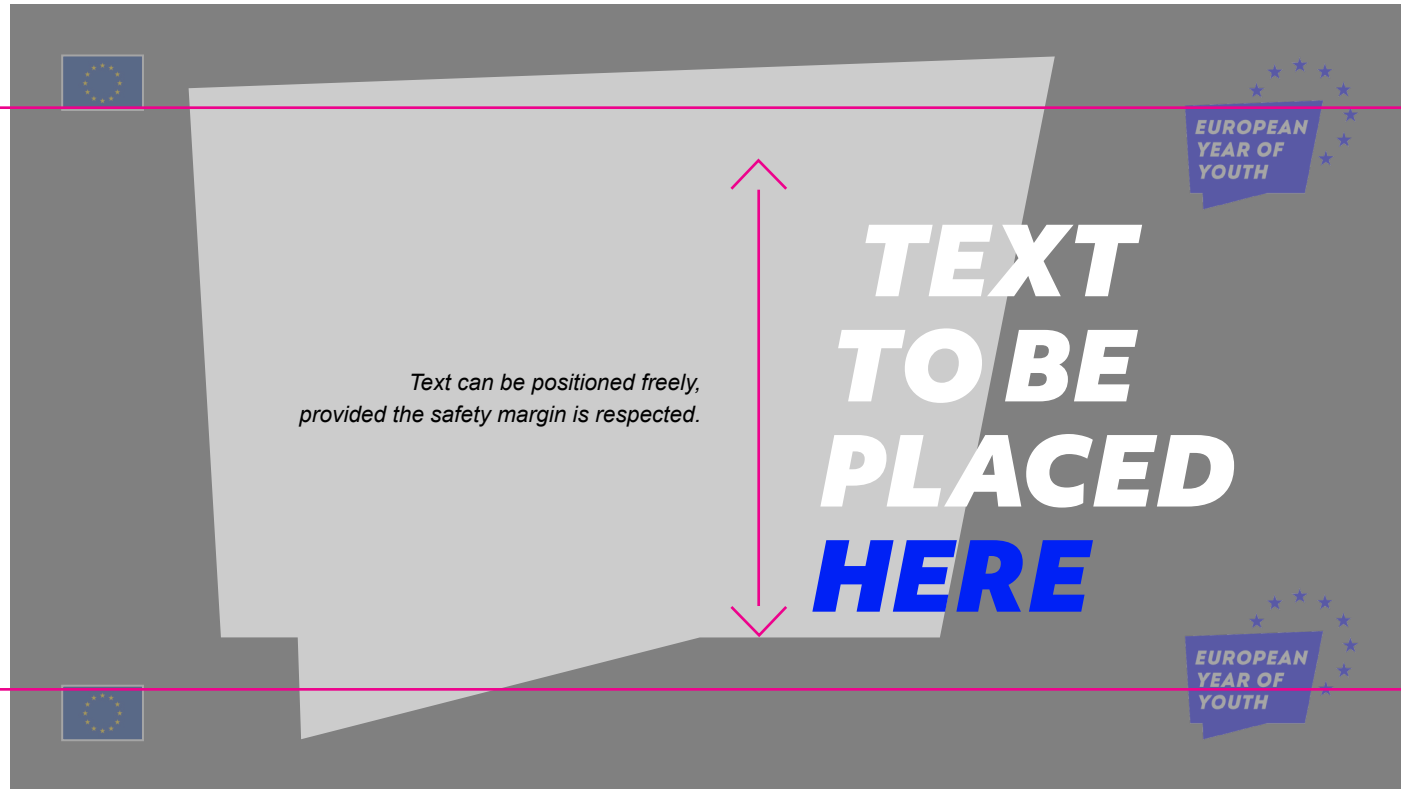 EUROPEAN
YEAR OF
YOUTH
TEXT
TO BE
PLACED
HERE
Text can be positioned freely,
provided the safety margin is respected.
EUROPEAN
YEAR OF
YOUTH